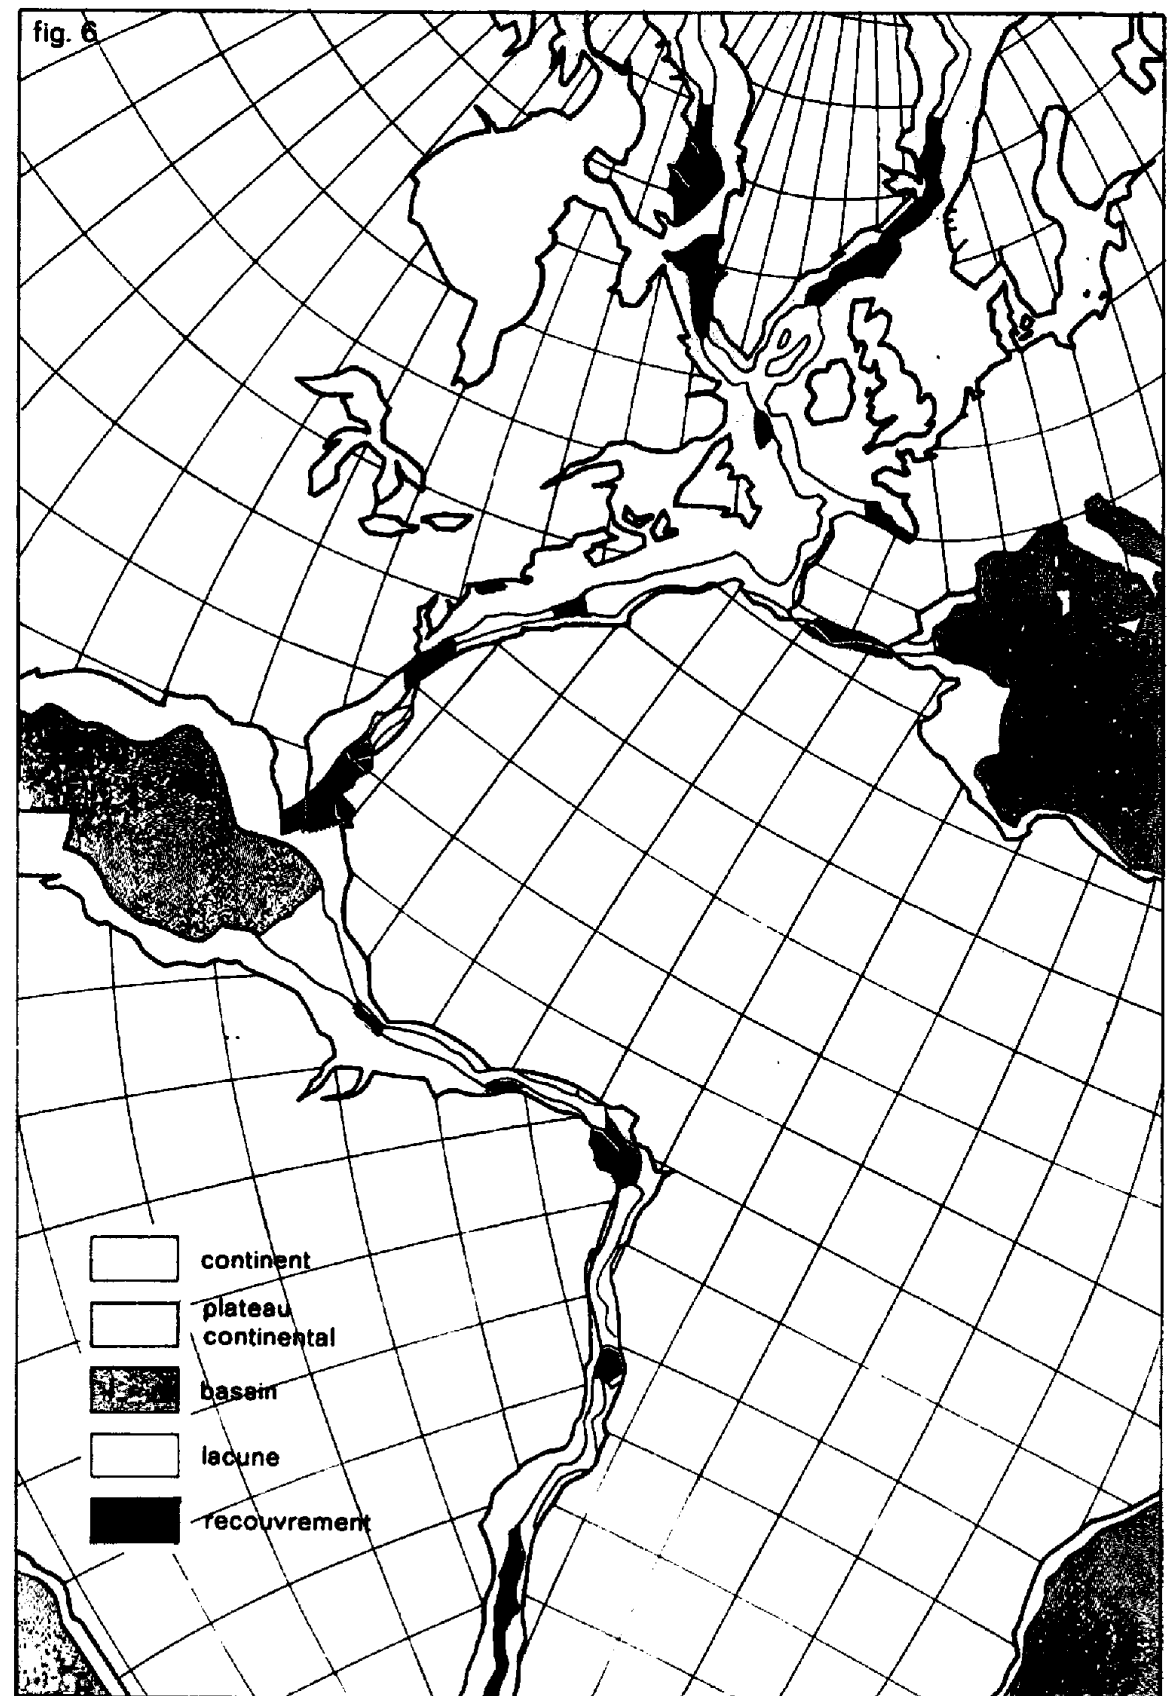 fig. 6
continent
plateau
continental
bassin
lacune
recouvrement